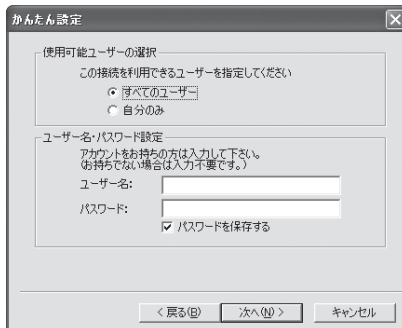 かんたん設定
使用可能ユーザーの選択
この接続を利用できるユーザーを指定してください
すべてのユーザー
自分のみ
ユーザー名・パスワード設定
アカウントをお持ちの方は入力して下さい。
(お持ちでない場合は入力不要です。)
ユーザー名:
パスワード:
パスワードを保存する
< 戻る(B)
次へ(N) >
キャンセル